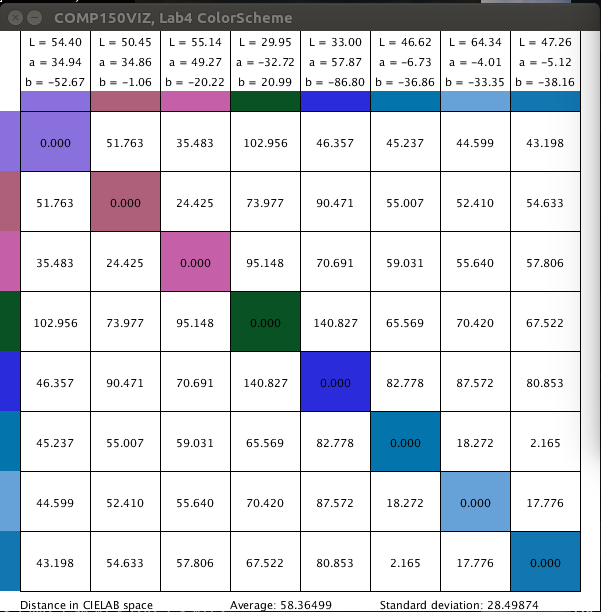 COMP150VIZ, Lab4 ColorScheme
L = 54.40 L = 50.45 L = 55.14 L = 29.95 L = 33.00 L = 46.62 L = 64.34 L = 47.26
a = 34.94 a = 34.86 a = 49.27 a = -32.72 a = 57.87 a = -6.73 a = -4.01 a = -5.12
b = -52.67 b = -1.06 b = -20.22 b = 20.99 b = -86.80 b = -36.86 b = -33.35 b = -38.16
0.000 51.763 35.483 102.956 46.357 45.237 44.599 43.198
51.763 0.000 24.425 73.977 90.471 55.007 52.410 54.633
35.483 24.425 0.000 95.148 70.691 59.031 55.640 57.806
102.956 73.977 95.148 0.000 140.827 65.569 70.420 67.522
46.357 90.471 70.691 140.827 0.000 82.778 87.572 80.853
45.237 55.007 59.031 65.569 82.778 0.000 18.272 2.165
44.599 52.410 55.640 70.420 87.572 18.272 0.000 17.776
43.198 54.633 57.806 67.522 80.853 2.165 17.776 0.000
Distance in CIELAB space Average: 58.36499 Standard deviation: 28.49874